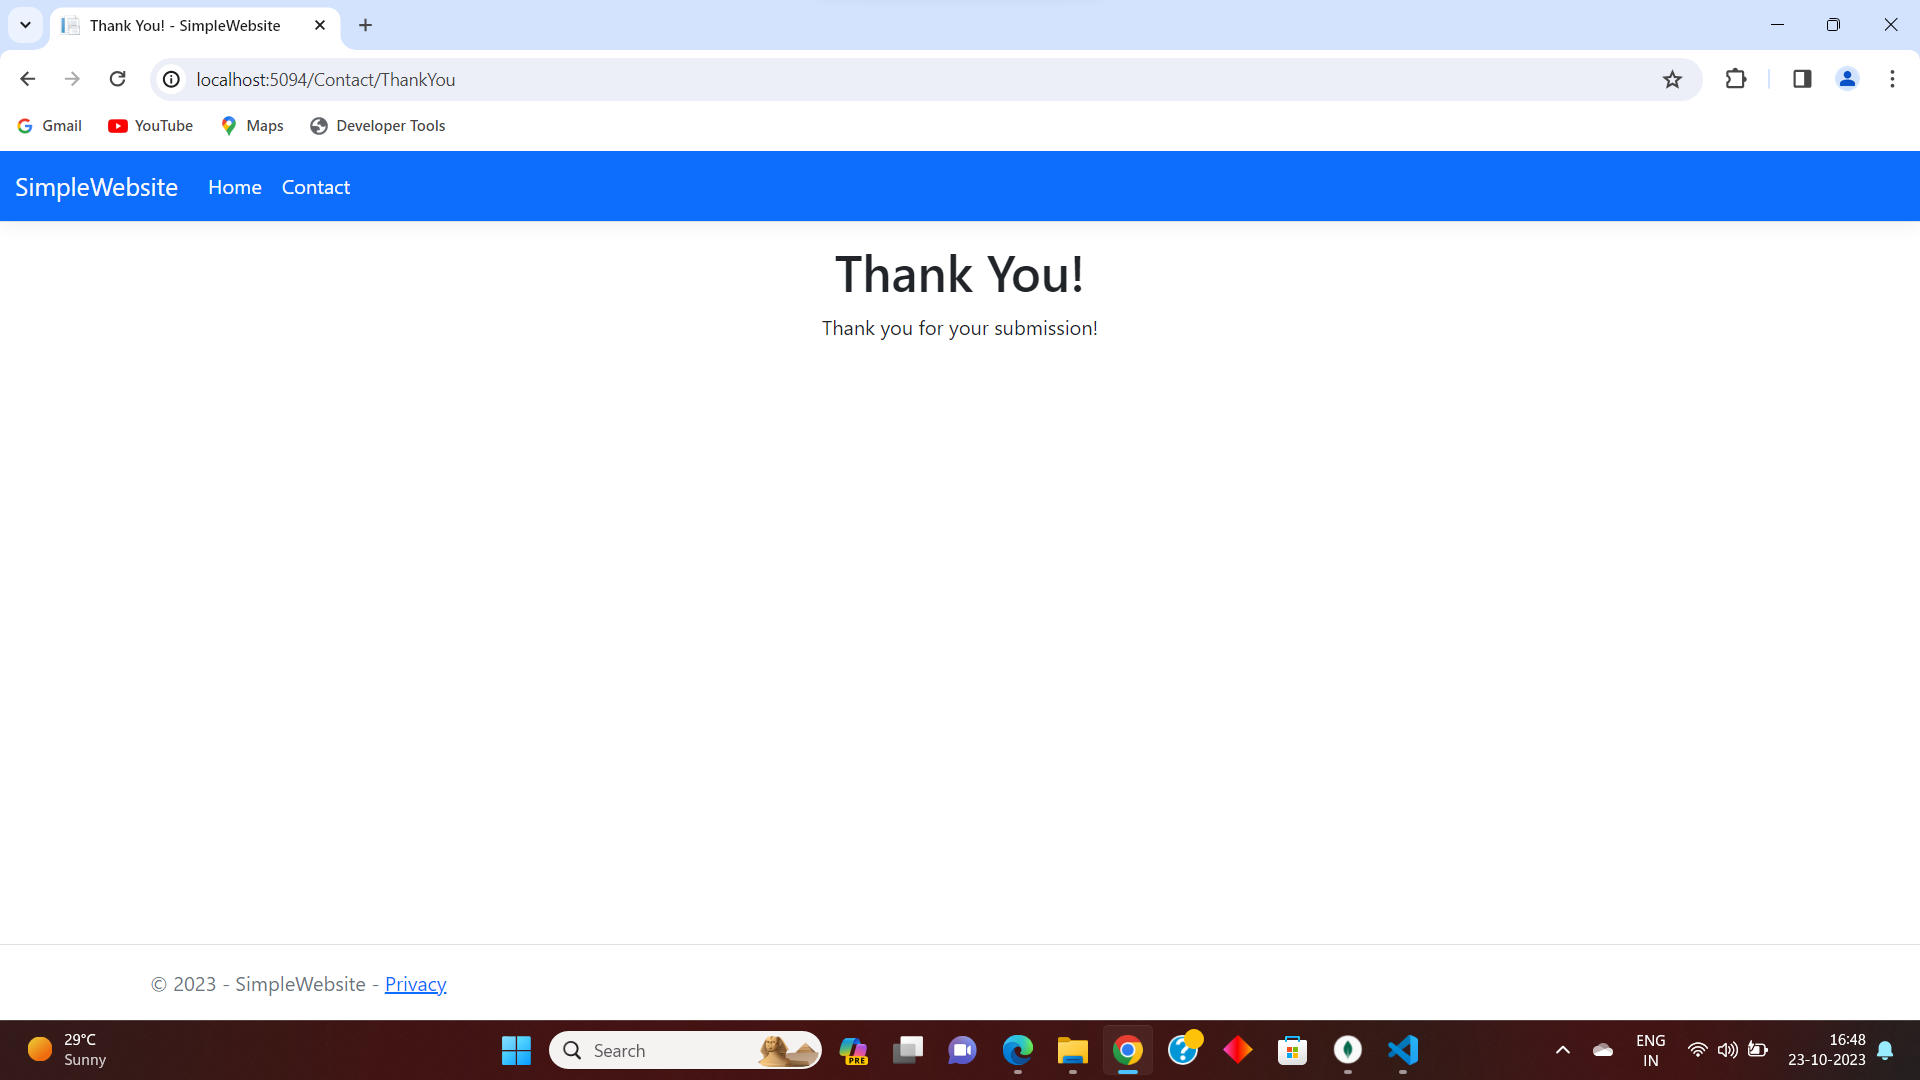 Thank You! - SimpleWebsite
localhost:5094/Contact/ThankYou
Gmail YouTube Maps Developer Tools
SimpleWebsite Home Contact
Thank You!
Thank you for your submission!
© 2023 - SimpleWebsite - Privacy
29°C
Sunny
Search
PRE
ENG
IN
16:48
23-10-2023